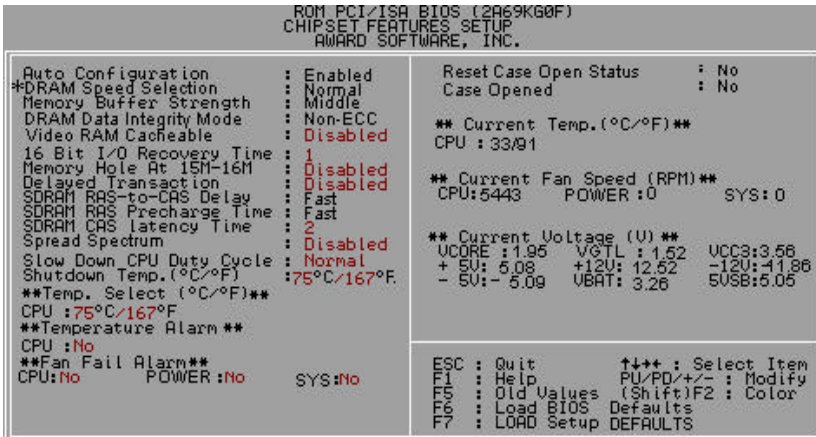 ROM PCI/ISA BIOS (2A69KG0F)
CHIPSET FEATURES SETUP
AWARD SOFTWARE, INC.
Auto Configuration : Enabled
*DRAM Speed Selection : Normal
Memory Buffer Strength : Middle
DRAM Data Integrity Mode : Non-ECC
Video RAM Cacheable : Disabled
16 Bit I/O Recovery Time : 1
Memory Hole At 15M-16M : Disabled
Delayed Transaction : Disabled
SDRAM RAS-to-CAS Delay : Fast
SDRAM RAS Precharge Time : Fast
SDRAM CAS latency Time : 2
Spread Spectrum : Disabled
Slow Down CPU Duty Cycle : Normal
Shutdown Temp.(°C/°F) :75°C/167°F.
**Temp. Select (°C/°F)**
CPU :75°C/167°F
**Temperature Alarm **
CPU :No
**Fan Fail Alarm**
CPU:No POWER :No SYS:No
Reset Case Open Status : No
Case Opened : No
** Current Temp.(°C/°F)**
CPU : 33/91
** Current Fan Speed (RPM)**
CPU:5443 POWER :0 SYS: 0
** Current Voltage (V) **
VCORE : 1.95 VGTL : 1.52 VCC3:3.56
+ 5V: 5.08 +12V: 12.52 -12V:-11.86
- 5V:- 5.09 VBAT: 3.26 5VSB:5.05
ESC : Quit ↑↓→← : Select Item
F1 : Help PU/PD/+/- : Modify
F5 : Old Values (Shift)F2 : Color
F6 : Load BIOS Defaults
F7 : LOAD Setup DEFAULTS